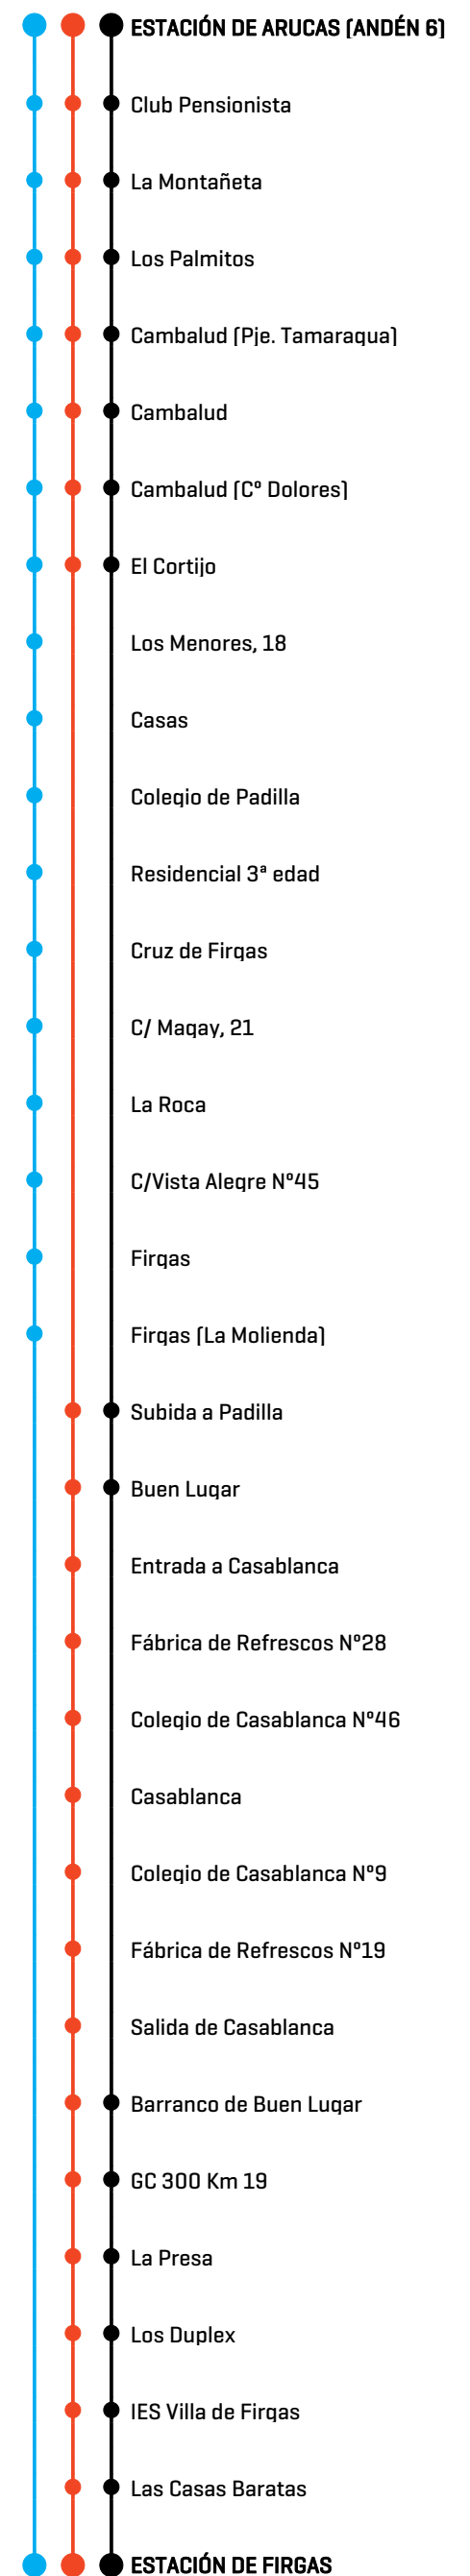 ESTACIÓN DE ARUCAS (ANDÉN 6)
Club Pensionista
La Montañeta
Los Palmitos
Cambalud (Pje. Tamaragua)
Cambalud
Cambalud (Cº Dolores)
El Cortijo
Los Menores, 18
Casas
Colegio de Padilla
Residencial 3ª edad
Cruz de Firgas
C/ Magay, 21
La Roca
C/Vista Alegre Nº45
Firgas
Firgas (La Molienda)
Subida a Padilla
Buen Lugar
Entrada a Casablanca
Fábrica de Refrescos Nº28
Colegio de Casablanca Nº46
Casablanca
Colegio de Casablanca Nº9
Fábrica de Refrescos Nº19
Salida de Casablanca
Barranco de Buen Lugar
GC 300 Km 19
La Presa
Los Duplex
IES Villa de Firgas
Las Casas Baratas
ESTACIÓN DE FIRGAS